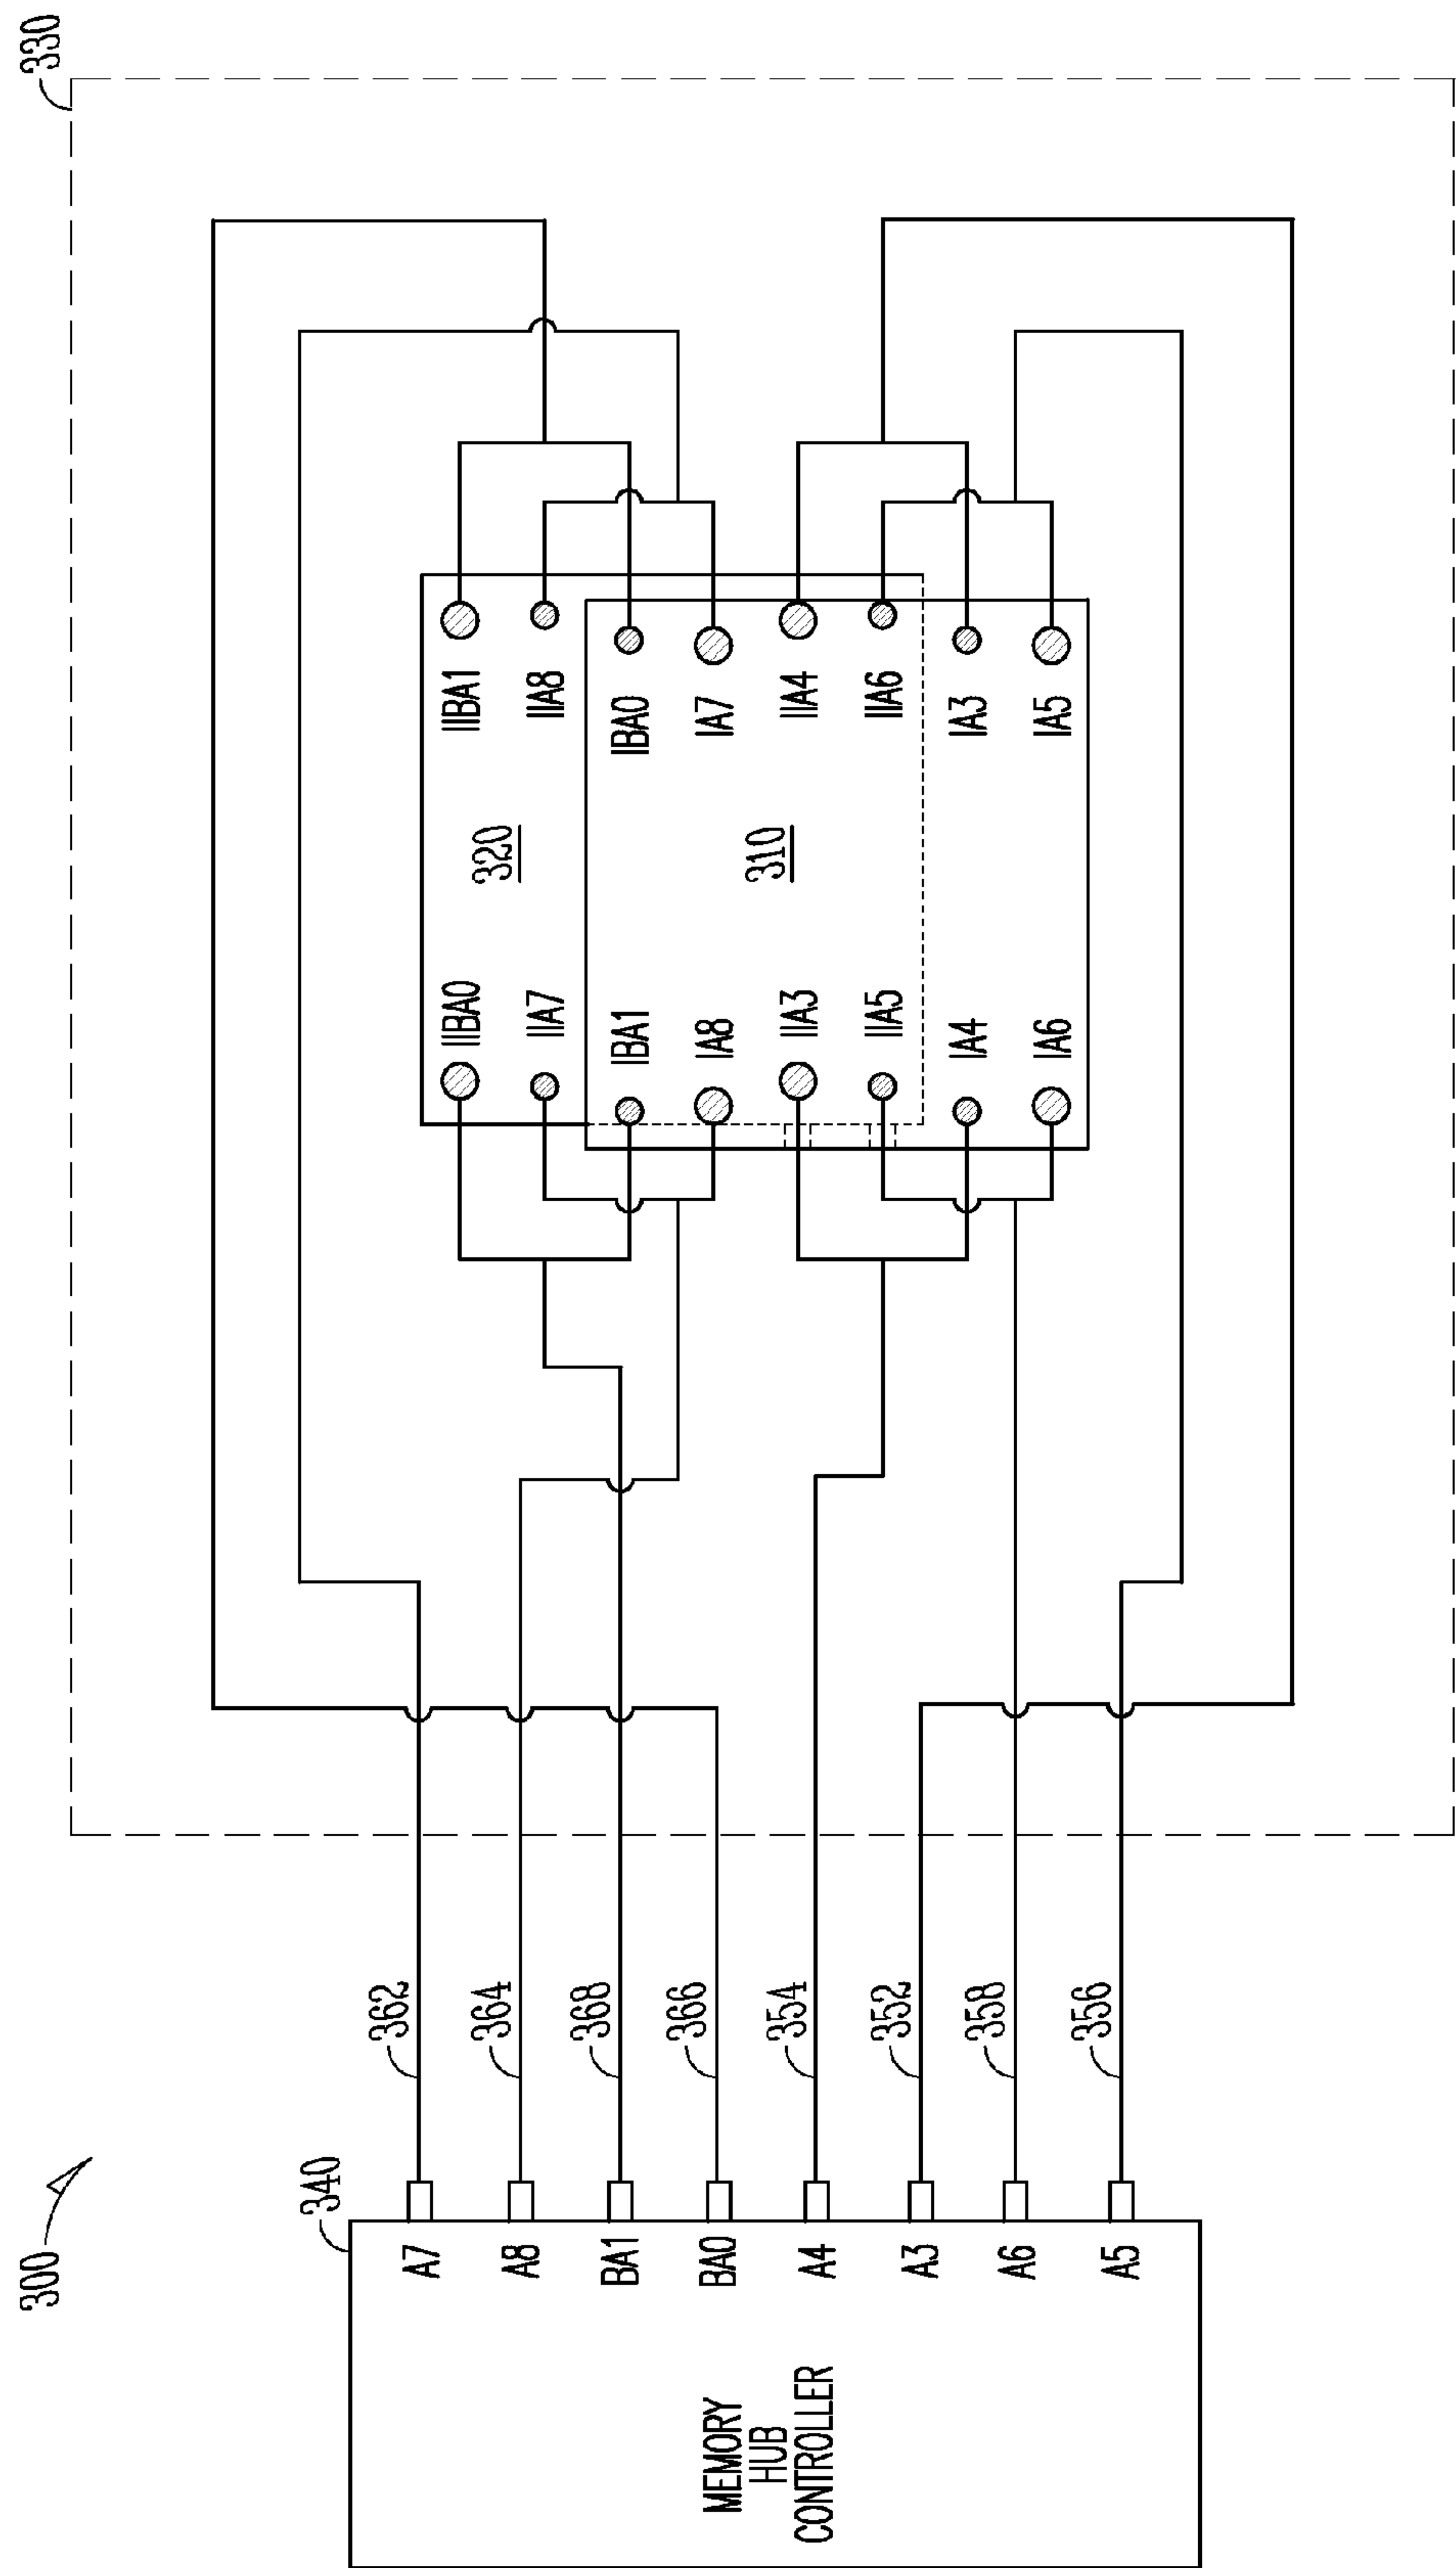 330
IIBA1
IIA8
IBA0
IA7
IIA4
IIA6
IA3
IA5
320
310
IIBA0
IIA7
IBA1
IA8
IIA3
IIA5
IA4
IA6
362
364
368
366
354
352
358
356
300
340
A7
A8
BA1
BA0
A4
A3
A6
A5
MEMORY
HUB
CONTROLLER